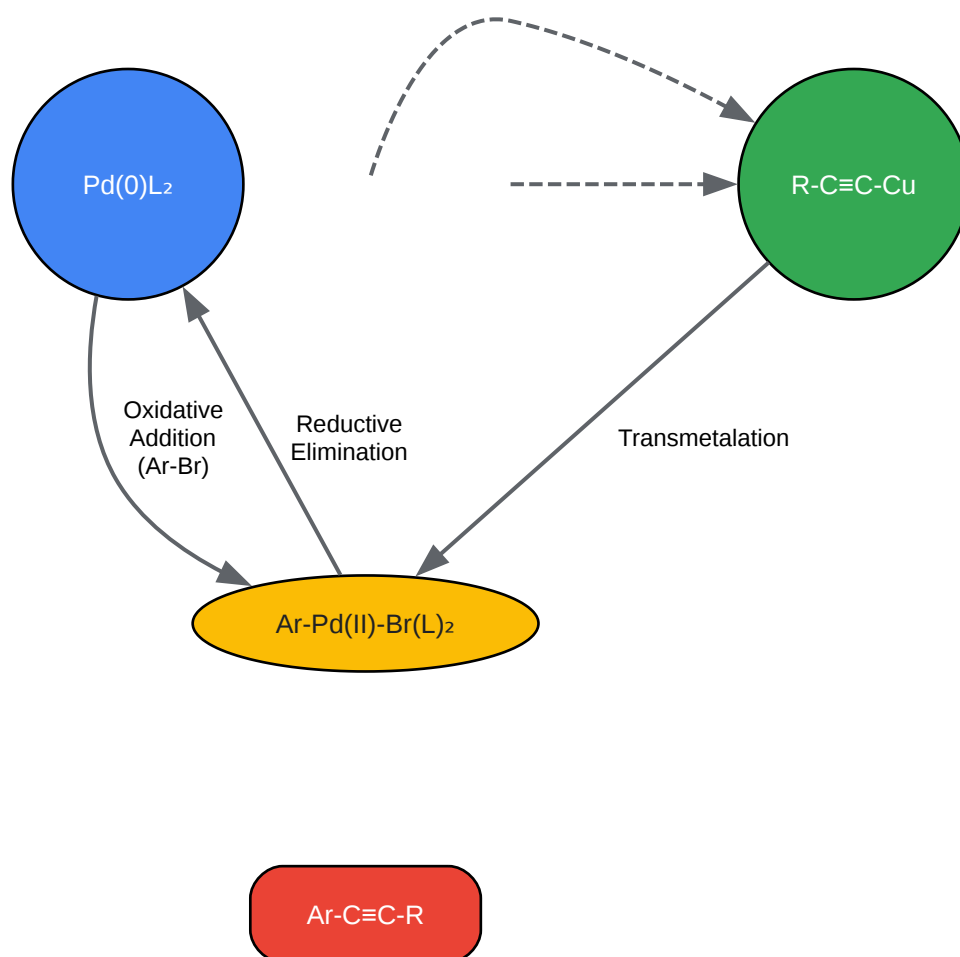 Pd(0)L₂
R-C≡C-Cu
Oxidative
Addition
(Ar-Br)
Reductive
Elimination
Transmetalation
Ar-Pd(II)-Br(L)₂
Ar-C≡C-R